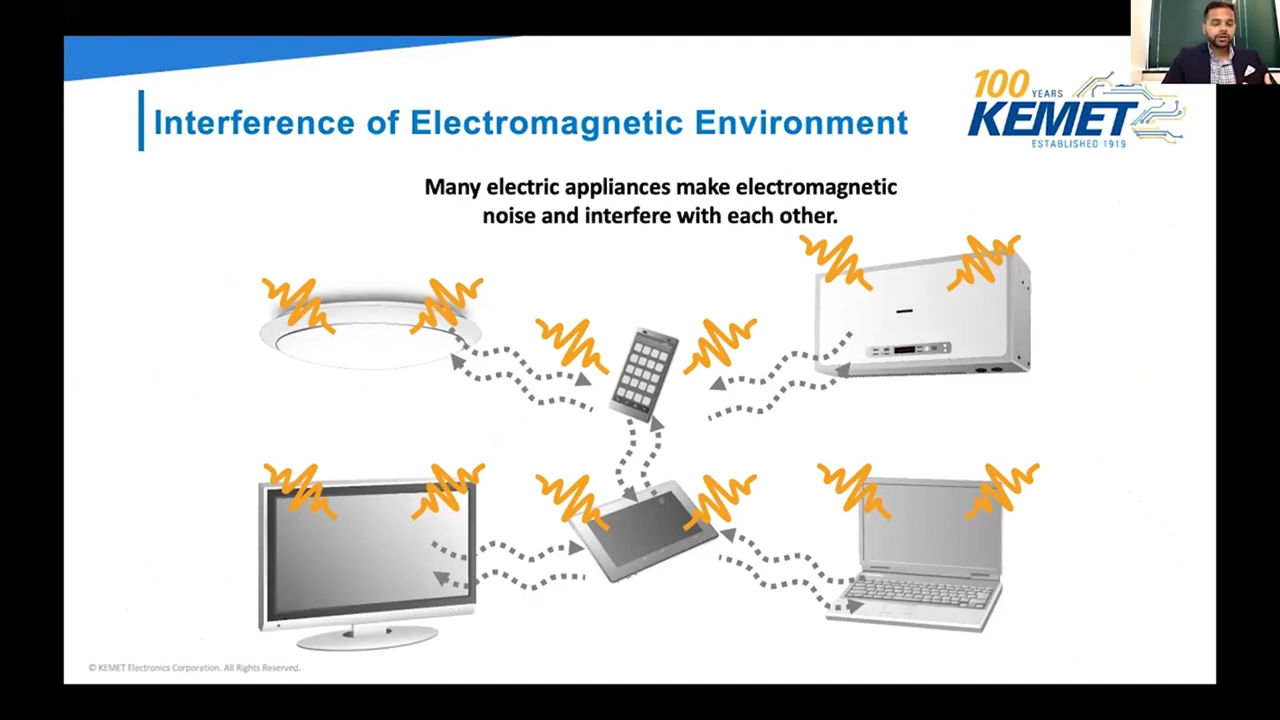 Interference of Electromagnetic Environment
100 YEARS
KEMET
ESTABLISHED 1919
Many electric appliances make electromagnetic
noise and interfere with each other.
© KEMET Electronics Corporation. All Rights Reserved.